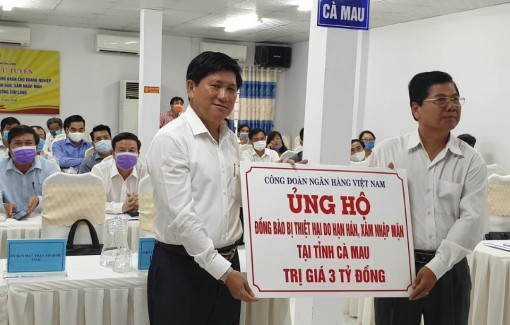 CÀ MAU
CÔNG ĐOÀN NGÂN HÀNG VIỆT NAM
ỦNG HỘ
ĐỒNG BÀO BỊ THIỆT HẠI DO HẠN HÁN, XÂM NHẬP MẶN
TẠI TỈNH CÀ MAU
TRỊ GIÁ 3 TỶ ĐỒNG